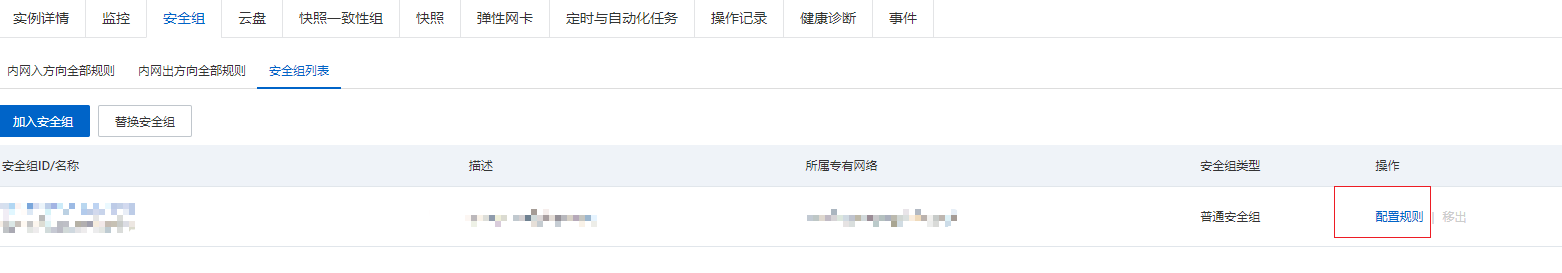 实例详情 监控 安全组 云盘 快照一致性组 快照 弹性网卡 定时与自动化任务 操作记录 健康诊断 事件
内网入方向全部规则 内网出方向全部规则 安全组列表
加入安全组 替换安全组
安全组ID/名称 描述 所属专有网络 安全组类型 操作
普通安全组 配置规则 | 移出